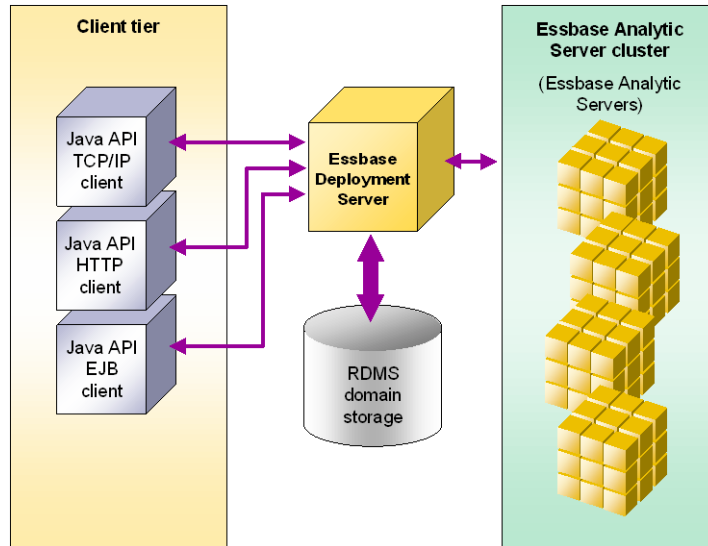 Client tier
Java API
TCP/IP
client
Java API
HTTP
client
Java API
EJB
client
Essbase
Deployment
Server
RDMS
domain
storage
Essbase Analytic
Server cluster
(Essbase Analytic
Servers)